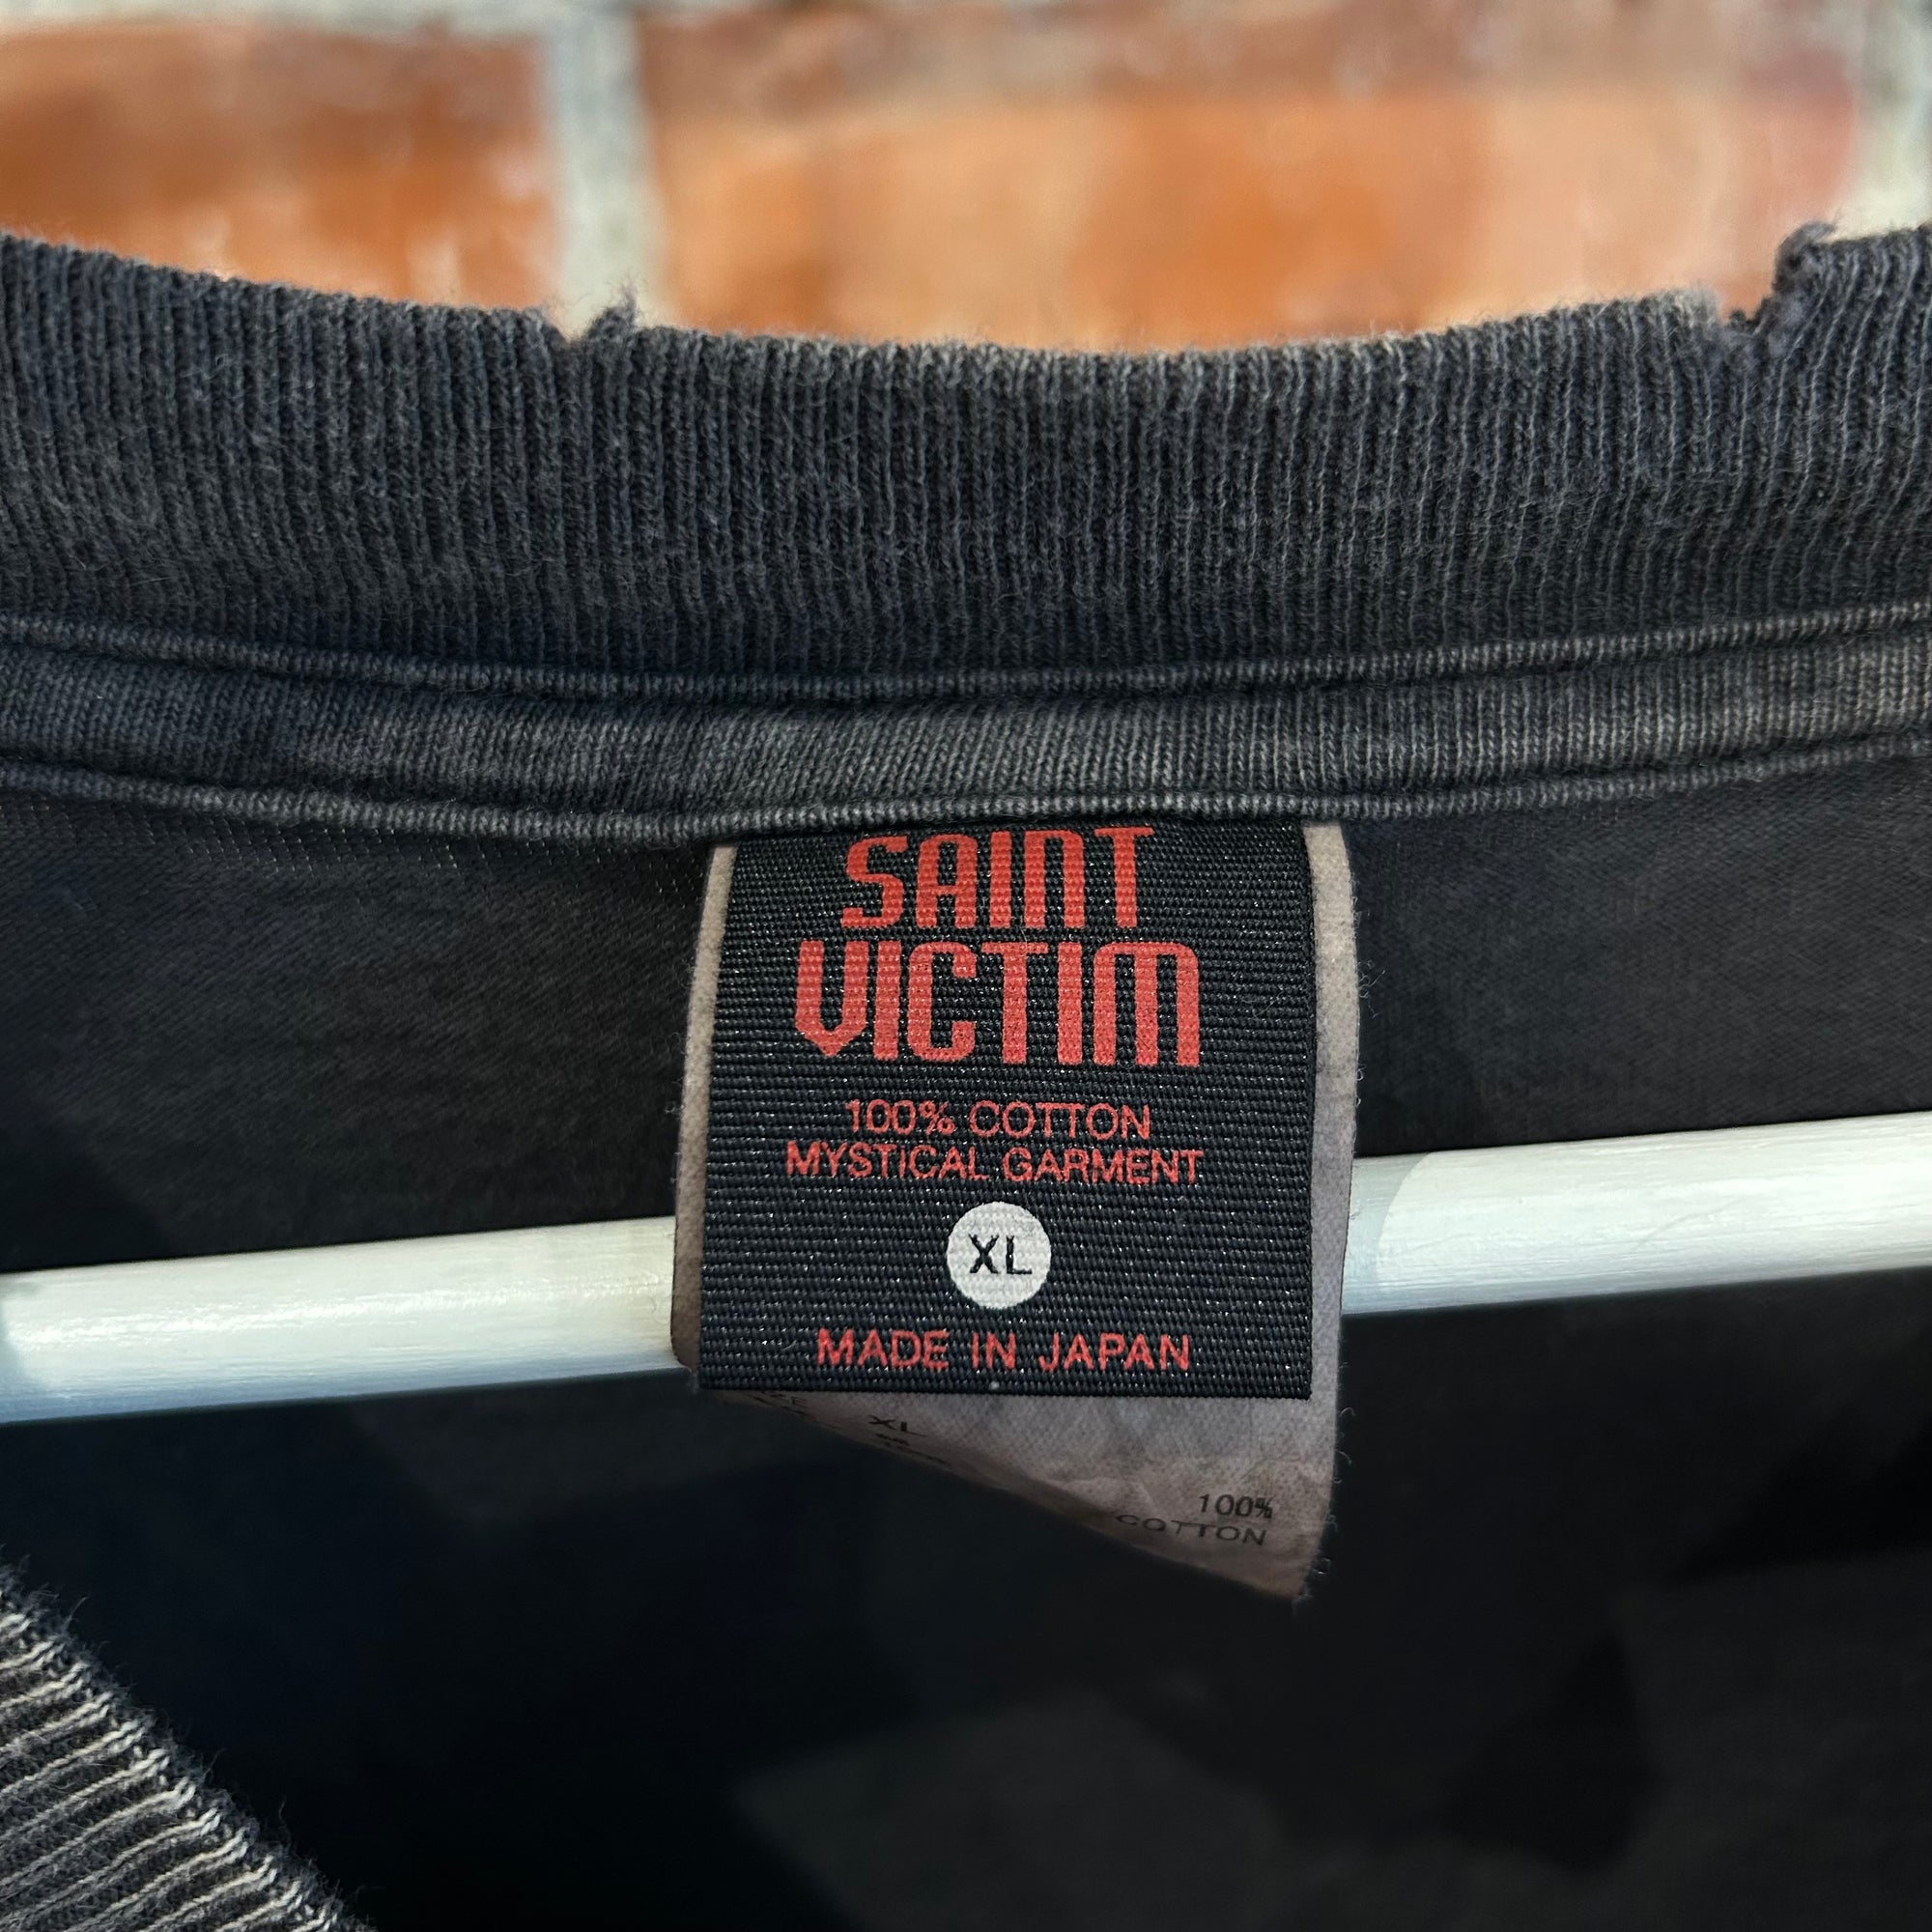 SAINT
VICTIM
100% COTTON
MYSTICAL GARMENT
XL
MADE IN JAPAN
XL
100%
COTTON